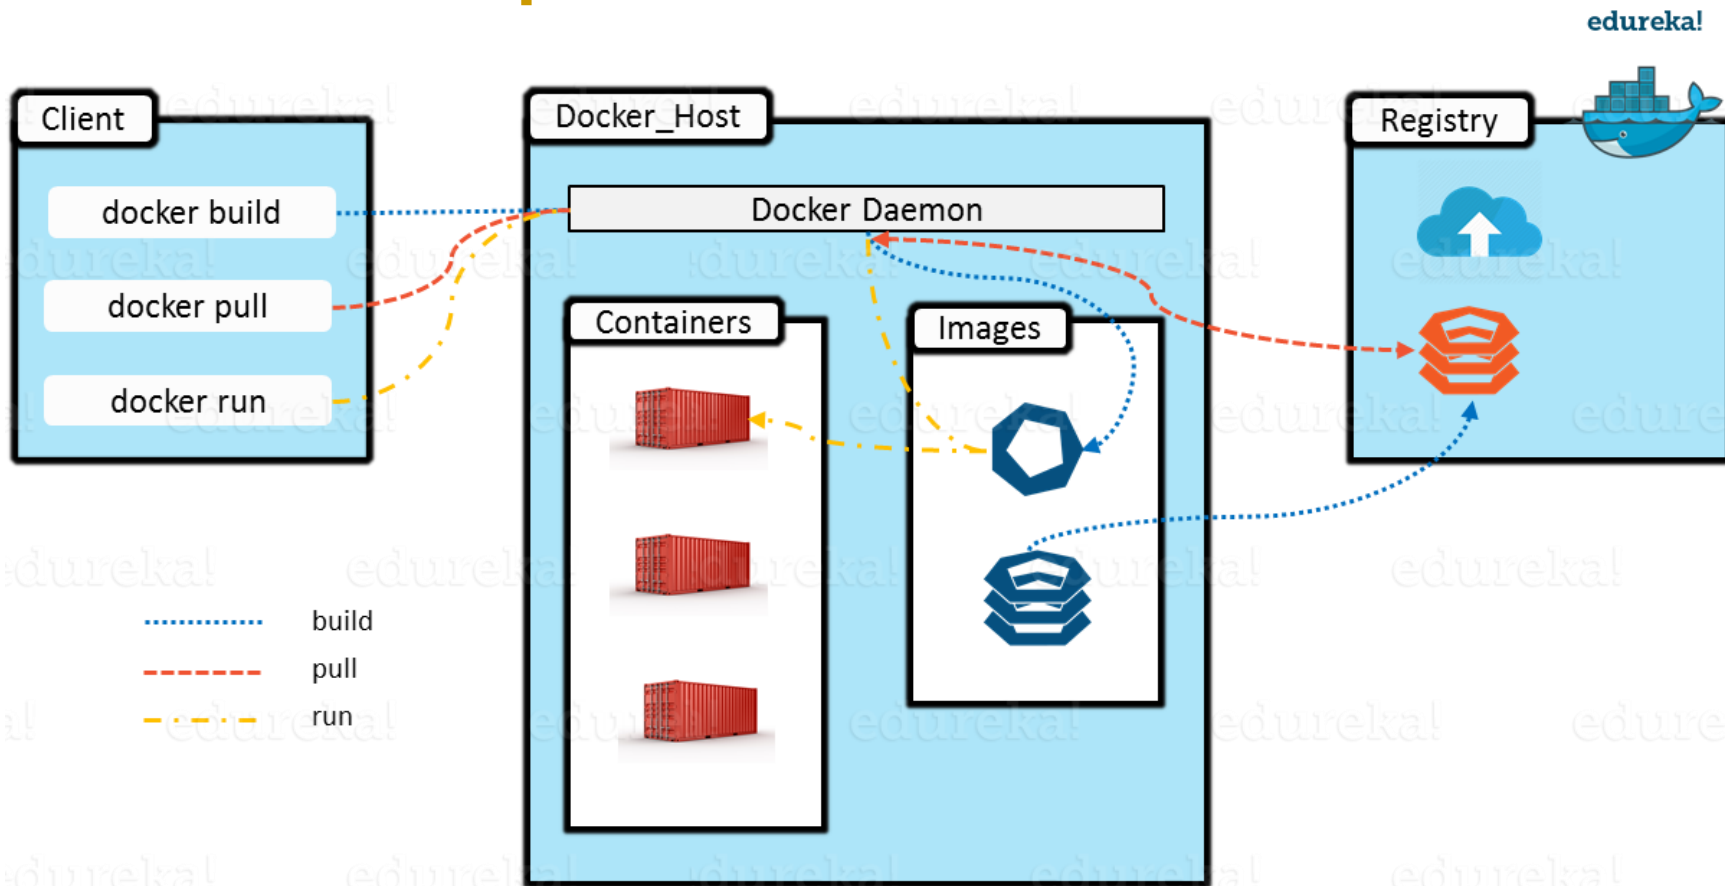 edureka!
Client
docker build
docker pull
docker run
Docker_Host
Docker Daemon
Containers
Images
Registry
build
pull
run